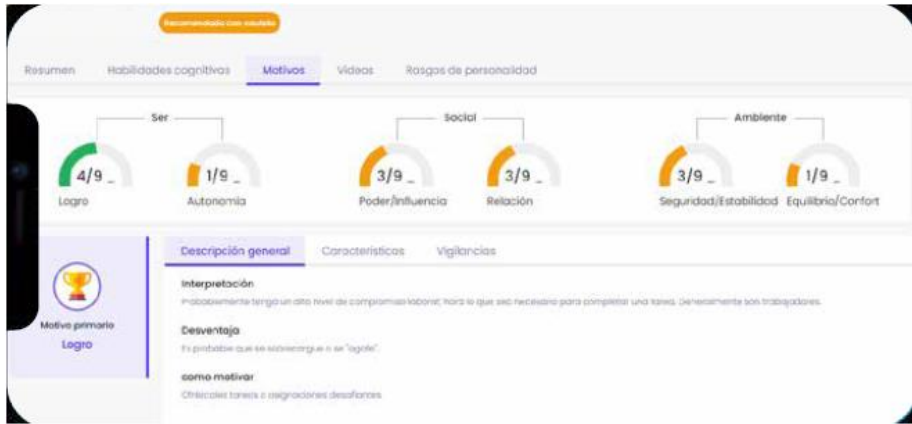 Recomendado con cautela
Resumen Habilidades cognitivas Motivos Videos Rasgos de personalidad
Ser Social Ambiente
4/9 1/9 3/9 3/9 3/9 1/9
Logro Autonomía Poder/Influencia Relación Seguridad/Estabilidad Equilibrio/Confort
Descripción general Características Vigilancias
Interpretación
Probablemente tenga un alto nivel de compromiso laboral; hará lo que sea necesario para completar una tarea. Generalmente son trabajadores.
Motivo primario
Logro
Desventaja
Es probable que se sobrecargue o se "agote".
como motivar
Ofrézcales tareas o asignaciones desafiantes